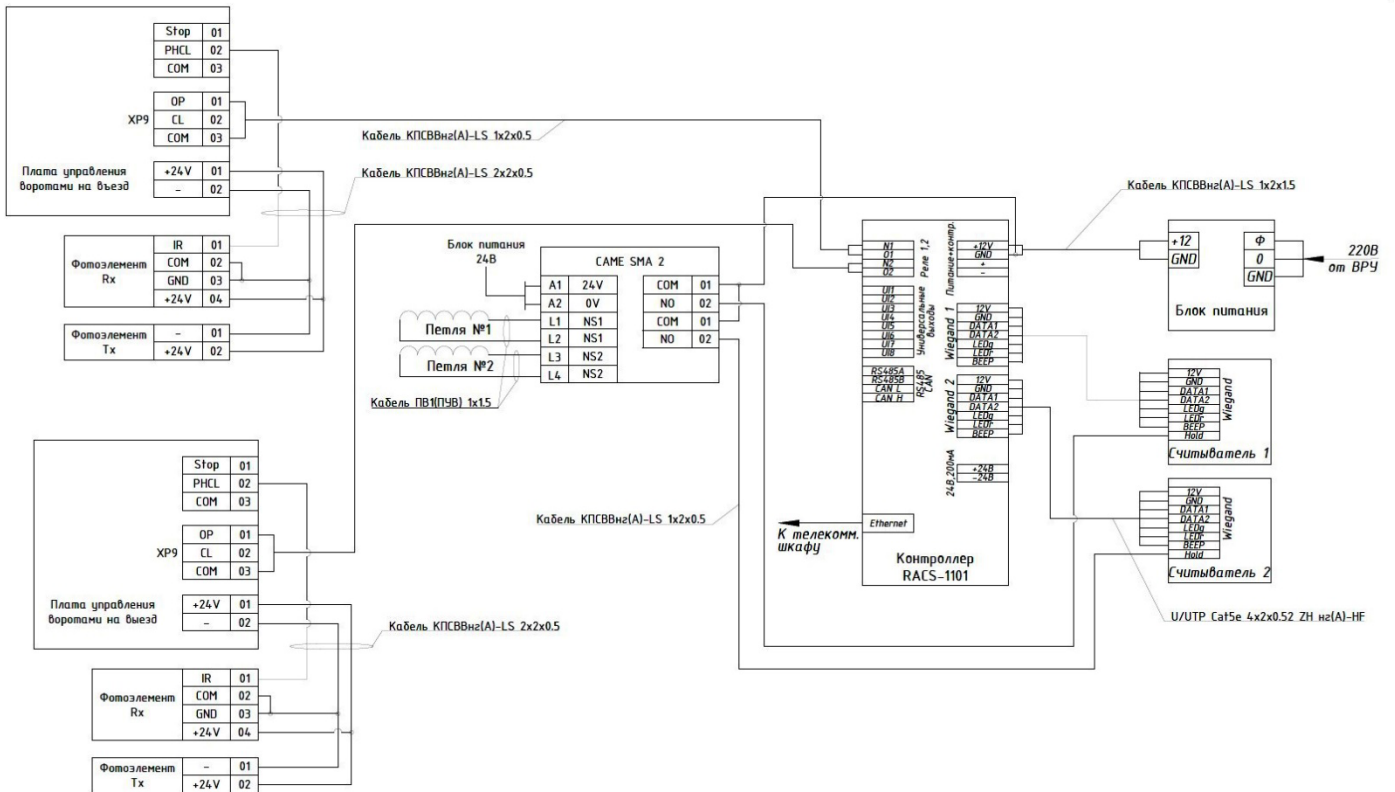 Stop 01
PHCL 02
COM 03
XP9
OP 01
CL 02
COM 03
Плата управления
воротами на въезд
+24V 01
- 02
Кабель КПСВВнг(А)-LS 1х2х0.5
Кабель КПСВВнг(А)-LS 2х2х0.5
Фотоэлемент
Rx
IR 01
COM 02
GND 03
+24V 04
Фотоэлемент
Tx
- 01
+24V 02
Блок питания
24В
CAME SMA 2
A1 24V
A2 0V
L1 NS1
L2 NS1
L3 NS2
L4 NS2
COM 01
NO 02
COM 01
NO 02
Петля №1
Петля №2
Кабель ПВ1(ПУВ) 1х1.5
Stop 01
PHCL 02
COM 03
XP9
OP 01
CL 02
COM 03
Плата управления
воротами на выезд
+24V 01
- 02
Кабель КПСВВнг(А)-LS 2х2х0.5
Фотоэлемент
Rx
IR 01
COM 02
GND 03
+24V 04
Фотоэлемент
Tx
- 01
+24V 02
Кабель КПСВВнг(А)-LS 1х2х0.5
N1
O1
N2
O2
Реле 1,2
UI1
UI2
UI3
UI4
UI5
UI6
UI7
UI8
Универсальные
выходы
RS485A
RS485B
CAN L
CAN H
RS485
CAN
Питание+контр.
+12V
GND
+
-
Wiegand 1
12V
GND
DATA1
DATA2
LEDg
LEDr
BEEP
Wiegand 2
12V
GND
DATA1
DATA2
LEDg
LEDr
BEEP
24В,200мА
+24В
-24В
Ethernet
К телекомм.
шкафу
Контроллер
RACS-1101
Кабель КПСВВнг(А)-LS 1х2х1.5
+12
GND
Ф
0
GND
Блок питания
220В
от ВРУ
12V
GND
DATA1
DATA2
LEDg
LEDr
BEEP
Hold
Wiegand
Считыватель 1
12V
GND
DATA1
DATA2
LEDg
LEDr
BEEP
Hold
Wiegand
Считыватель 2
U/UTP Cat5e 4x2x0.52 ZH нг(А)-HF